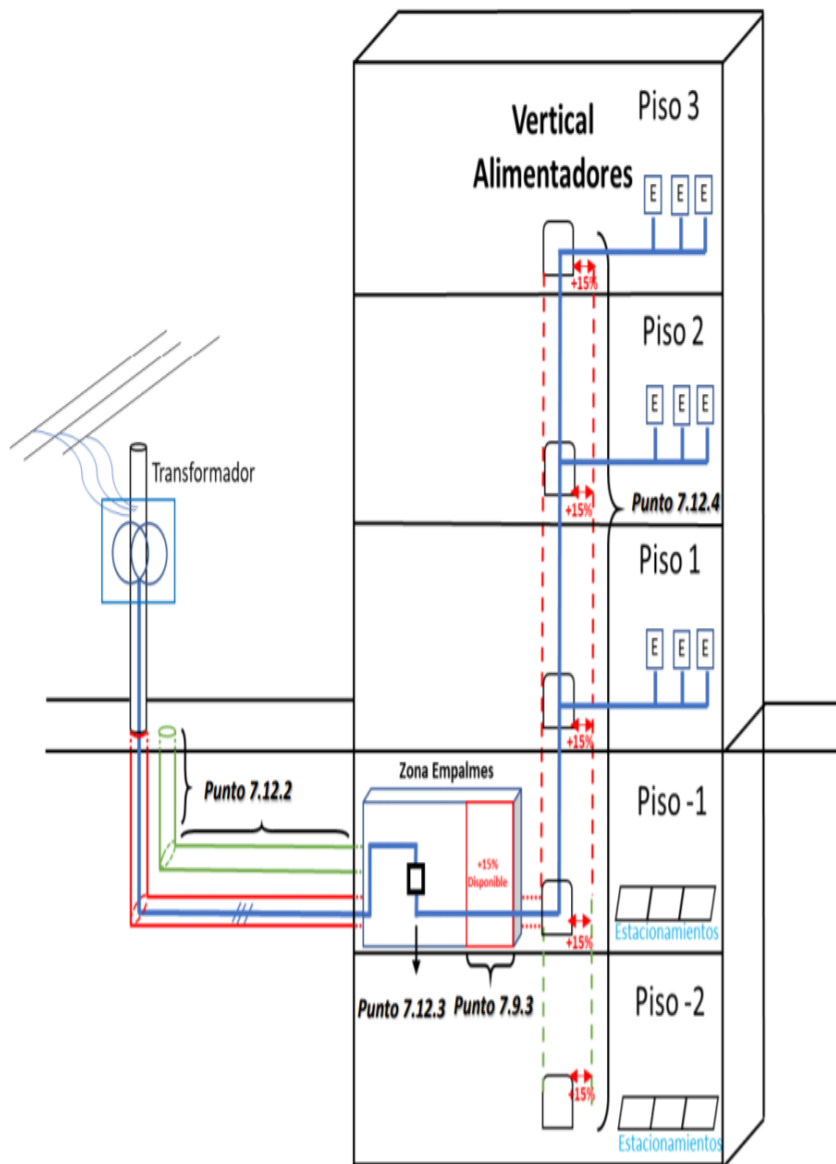 Piso 3
Vertical
Alimentadores
E E E
+15%
Piso 2
E E E
+15%
Transformador
Punto 7.12.4
Piso 1
E E E
+15%
Zona Empalmes
Punto 7.12.2
Piso -1
+15%
Disponible
+15%
Estacionamientos
Punto 7.12.3
Punto 7.9.3
Piso -2
+15%
Estacionamientos